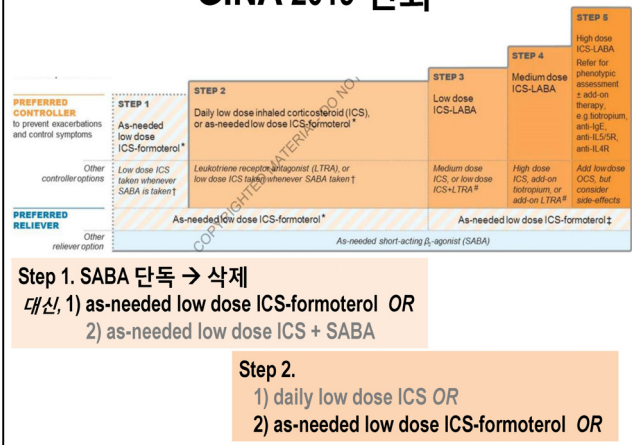 GINA 2019 변화
STEP 5
High dose
ICS-LABA
Refer for
phenotypic
assessment
± add-on
therapy,
e.g.tiotropium,
anti-IgE,
anti-IL5/5R,
anti-IL4R
STEP 4
Medium dose
ICS-LABA
STEP 3
Low dose
ICS-LABA
STEP 2
Daily low dose inhaled corticosteroid (ICS),
or as-needed low dose ICS-formoterol *
STEP 1
As-needed
low dose
ICS-formoterol *
PREFERRED
CONTROLLER
to prevent exacerbations
and control symptoms
Other
controller options
Low dose ICS
taken whenever
SABA is taken †
Leukotriene receptor antagonist (LTRA), or
low dose ICS taken whenever SABA taken †
Medium dose
ICS, or low dose
ICS+LTRA #
High dose
ICS, add-on
tiotropium, or
add-on LTRA #
Add low dose
OCS, but
consider
side-effects
PREFERRED
RELIEVER
As-needed low dose ICS-formoterol *
As-needed low dose ICS-formoterol ‡
Other
reliever option
As-needed short-acting β₂-agonist (SABA)
COPYRIGHTED MATERIAL DO NO
Step 1. SABA 단독 → 삭제
대신, 1) as-needed low dose ICS-formoterol OR
2) as-needed low dose ICS + SABA
Step 2.
1) daily low dose ICS OR
2) as-needed low dose ICS-formoterol OR